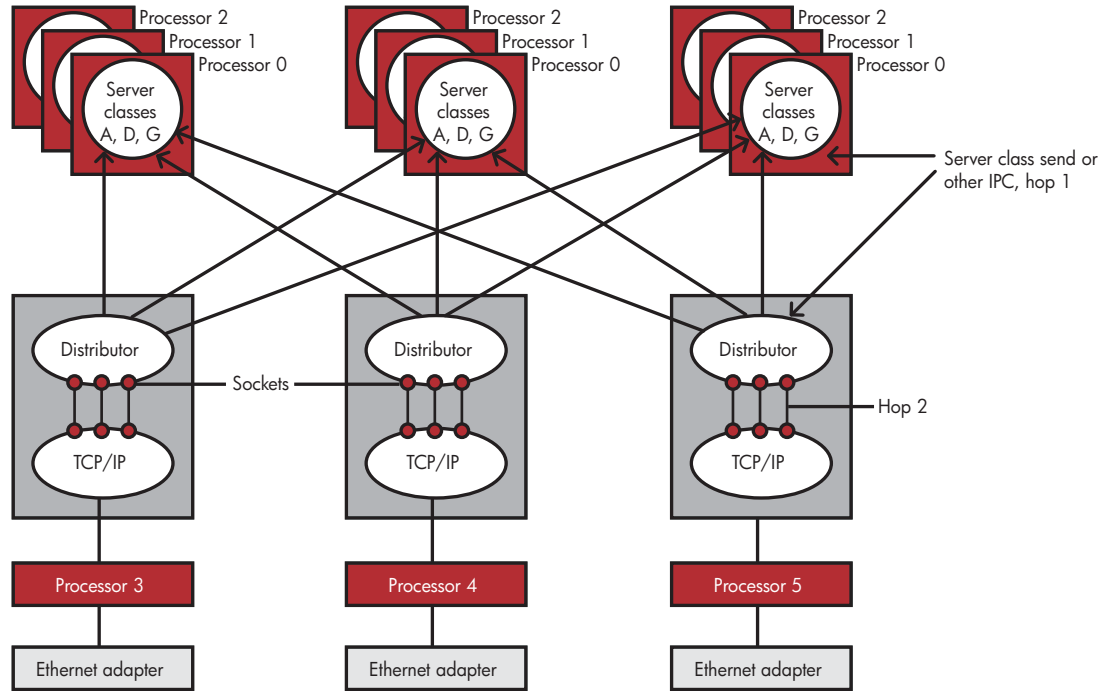 Processor 2
Processor 1
Processor 0
Server
classes
A, D, G
Processor 2
Processor 1
Processor 0
Server
classes
A, D, G
Processor 2
Processor 1
Processor 0
Server
classes
A, D, G
Server class send or
other IPC, hop 1
Distributor
Distributor
Distributor
Sockets
Hop 2
TCP/IP
TCP/IP
TCP/IP
Processor 3
Processor 4
Processor 5
Ethernet adapter
Ethernet adapter
Ethernet adapter